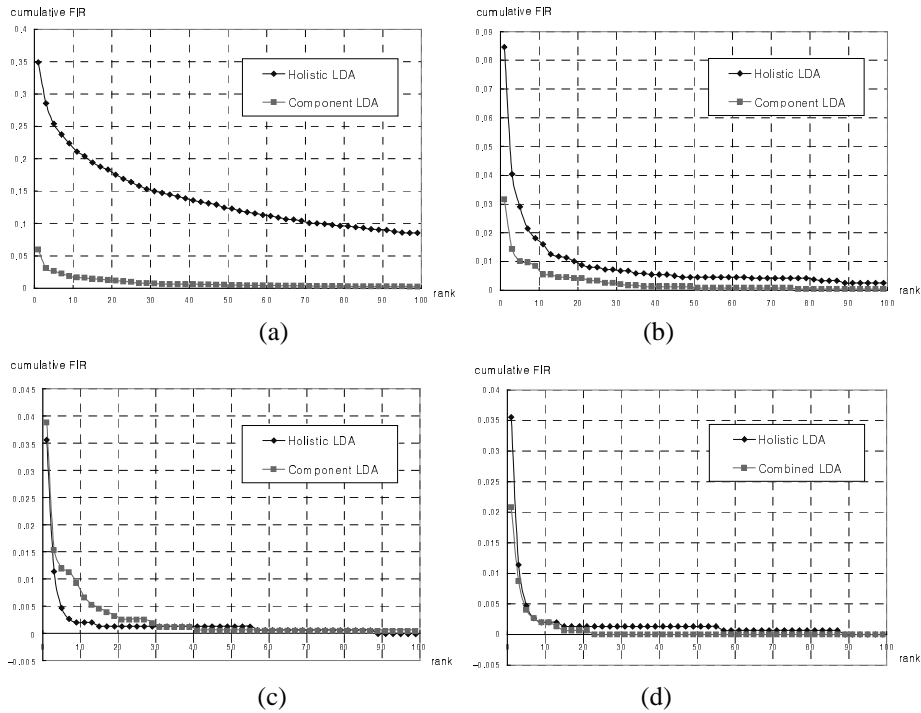 cumulative FIR
0,4
0,35
0,3
0,25
0,2
0,15
0,1
0,05
0
Holistic LDA
Component LDA
0 10 20 30 40 50 60 70 80 90 100
rank
(a)
cumulative FIR
0,09
0,08
0,07
0,06
0,05
0,04
0,03
0,02
0,01
0
Holistic LDA
Component LDA
0 10 20 30 40 50 60 70 80 90 100
rank
(b)
cumulative FIR
0,045
0,04
0,035
0,03
0,025
0,02
0,015
0,01
0,005
0
-0,005
Holistic LDA
Component LDA
0 10 20 30 40 50 60 70 80 90 100
rank
(c)
cumulative FIR
0,04
0,035
0,03
0,025
0,02
0,015
0,01
0,005
0
-0,005
Holistic LDA
Combined LDA
0 10 20 30 40 50 60 70 80 90 100
rank
(d)